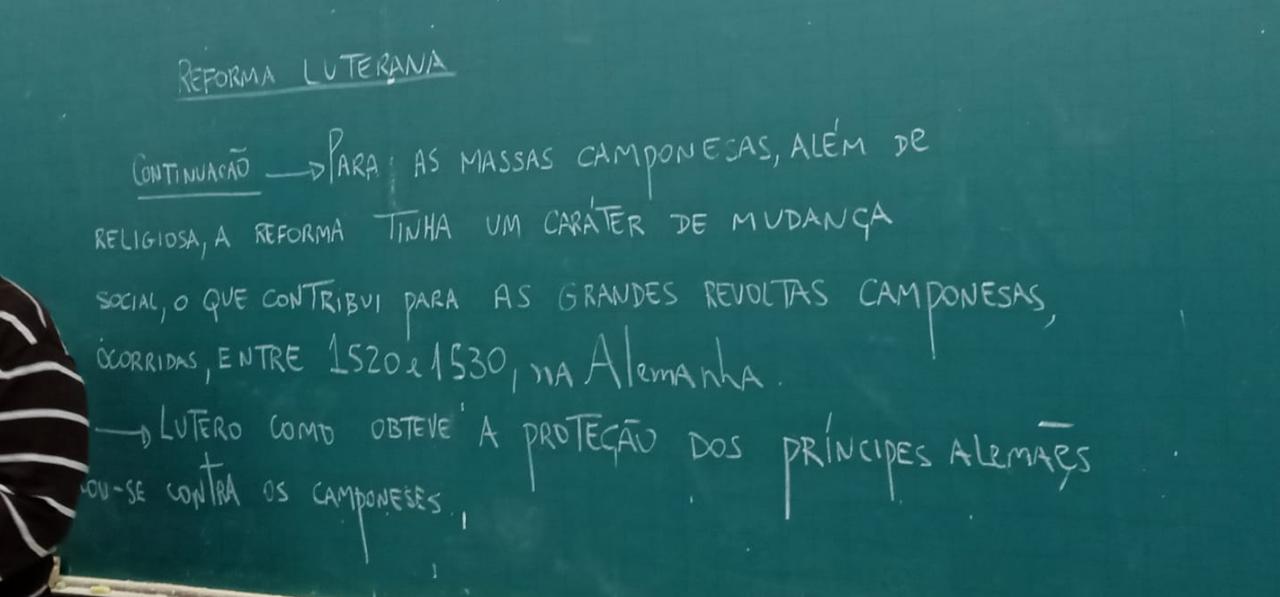 REFORMA LUTERANA
CONTINUACÃO → PARA AS MASSAS CAMPONESAS, ALÉM DE
RELIGIOSA, A REFORMA TINHA UM CARÁTER DE MUDANÇA
SOCIAL, O QUE CONTRIBUI PARA AS GRANDES REVOLTAS CAMPONESAS,
OCORRIDAS, ENTRE 1520 e 1530, NA Alemanha.
→ LUTERO COMO OBTEVE A PROTEÇÃO DOS PRÍNCIPES ALEMÃES
OU-SE CONTRA OS CAMPONESES.